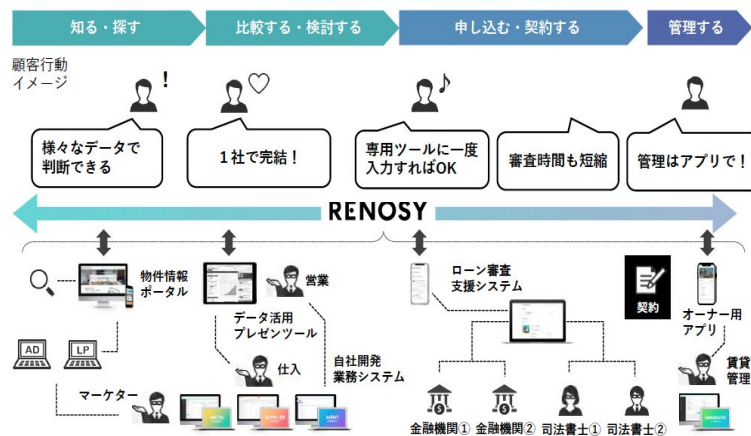 知る・探す
比較する・検討する
申し込む・契約する
管理する
顧客行動
イメージ
!
様々なデータで
判断できる
1社で完結！
専用ツールに一度
入力すればOK
審査時間も短縮
管理はアプリで！
RENOSY
物件情報
ポータル
営業
データ活用
プレゼンツール
ローン審査
支援システム
契約
オーナー用
アプリ
AD
LP
マーケター
仕入
自社開発
業務システム
賃貸
管理
金融機関①
金融機関②
司法書士①
司法書士②